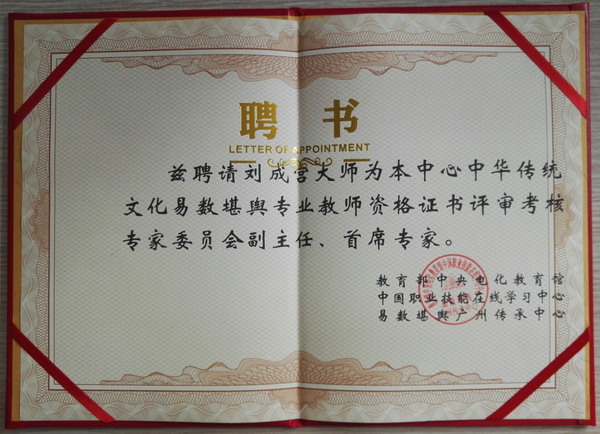 聘书
LETTER OF APPOINTMENT
兹聘请刘成营大师为本中心中华传统
文化易数堪舆专业教师资格证书评审考核
专家委员会副主任、首席专家。
教育部中央电化教育馆
中国职业技能在线学习中心
易数堪舆广州传承中心